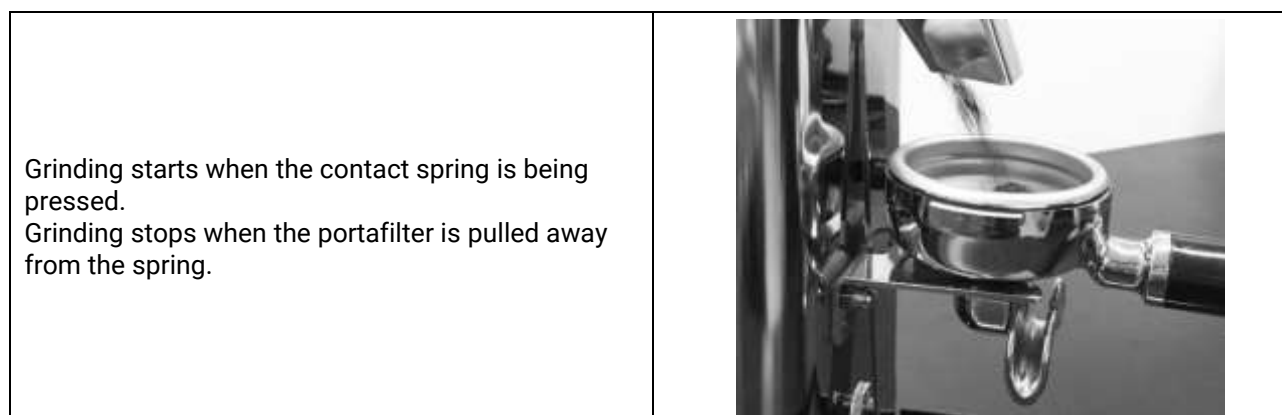 Grinding starts when the contact spring is being
pressed.
Grinding stops when the portafilter is pulled away
from the spring.